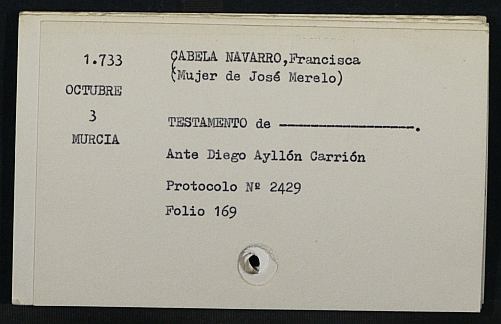 1.733
OCTUBRE
3
MURCIA
CABELA NAVARRO,Francisca
(Mujer de José Merelo)
TESTAMENTO de ----------------.
Ante Diego Ayllón Carrión
Protocolo Nº 2429
Folio 169